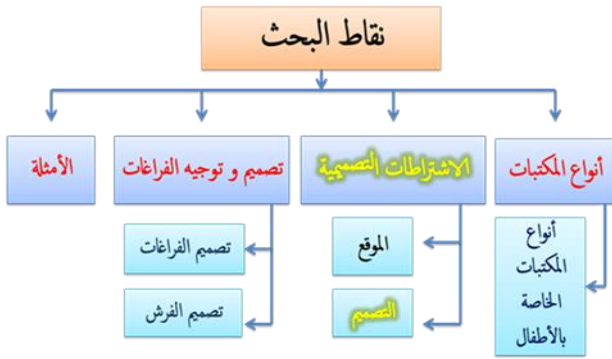 نقاط البحث
أنواع المكتبات
الاشتراطات التصميمية
تصميم و توجيه الفراغات
الأمثلة
أنواع
المكتبات
الخاصة
بالأطفال
الموقع
التصميم
تصميم الفراغات
تصميم الفرش